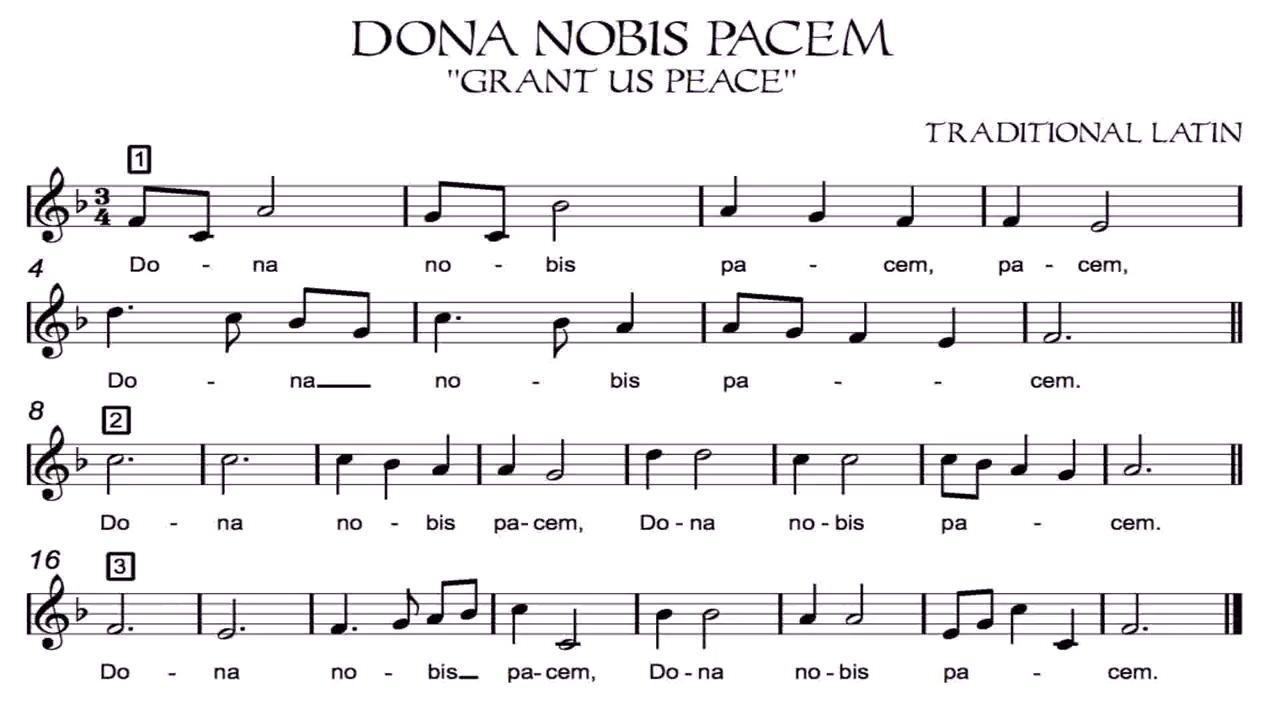 DONA NOBIS PACEM
"GRANT US PEACE"
TRADITIONAL LATIN
1
3
4
Do - na no - bis pa - cem, pa - cem,
4
Do - na___ no - bis pa - - cem.
8
2
Do - na no - bis pa- cem, Do - na no - bis pa - cem.
16
3
Do - na no - bis_ pa- cem, Do - na no - bis pa - cem.